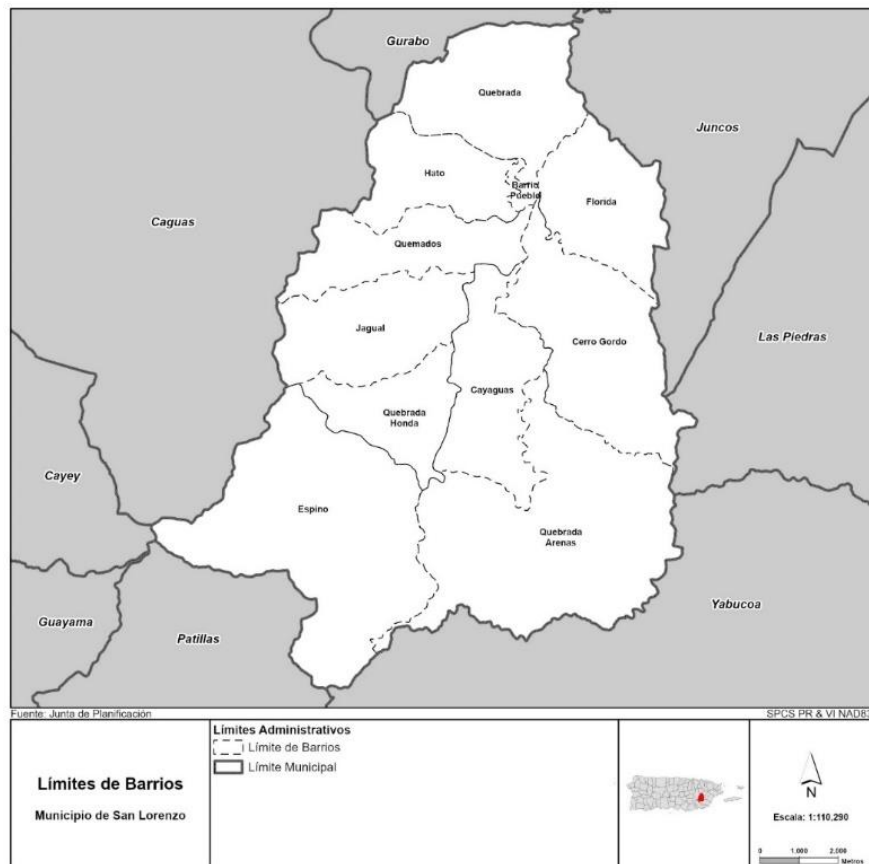 Gurabo
Quebrada
Juncos
Hato
Barrio
Pueblo
Florida
Caguas
Quemados
Jagual
Cerro Gordo
Las Piedras
Cayaguas
Quebrada
Honda
Cayey
Espino
Quebrada
Arenas
Yabucoa
Guayama
Patillas
Fuente: Junta de Planificación
SPCS PR & VI NAD83
Límites de Barrios
Municipio de San Lorenzo
Límites Administrativos
Límite de Barrios
Límite Municipal
N
Escala: 1:110,290
0 1,000 2,000
Metros